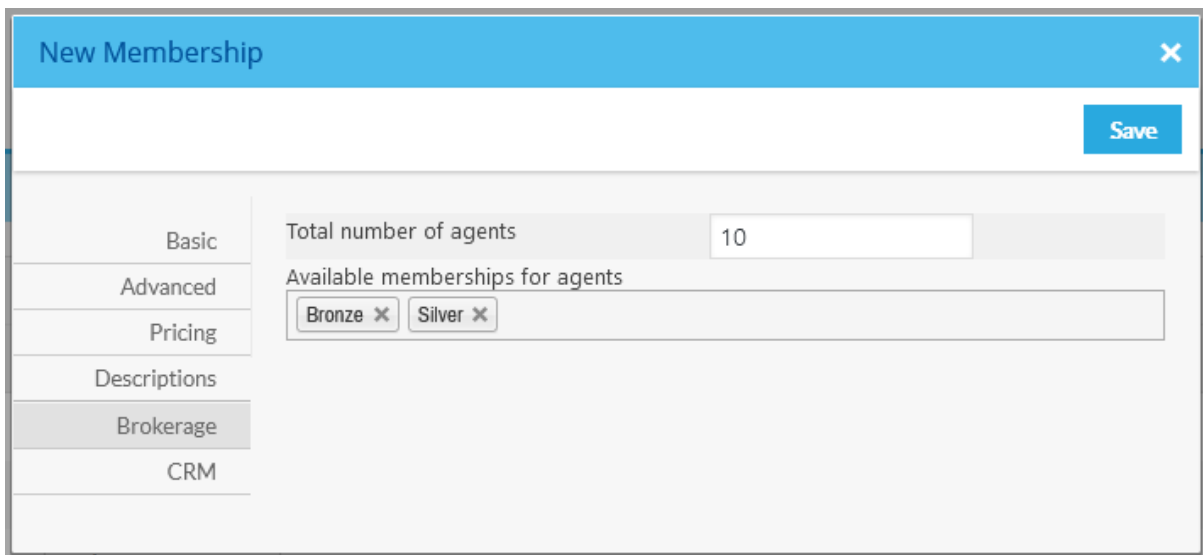 New Membership
Save
Basic
Advanced
Pricing
Descriptions
Brokerage
CRM
Total number of agents 10
Available memberships for agents
Bronze Silver